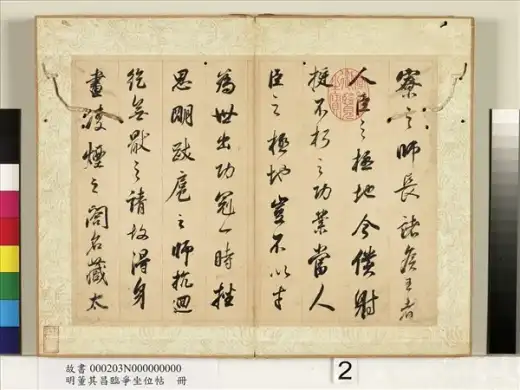 寮之師長諸侯王者
人臣之極地今僕射
挺不朽之功業當人
臣之極地豈不以才
為世出功冠一時挫
思明跋扈之師抗迴
紇無厭之請故得身
畫凌煙之閣名藏太
故書 000203N000000000
明董其昌臨爭坐位帖 冊
2